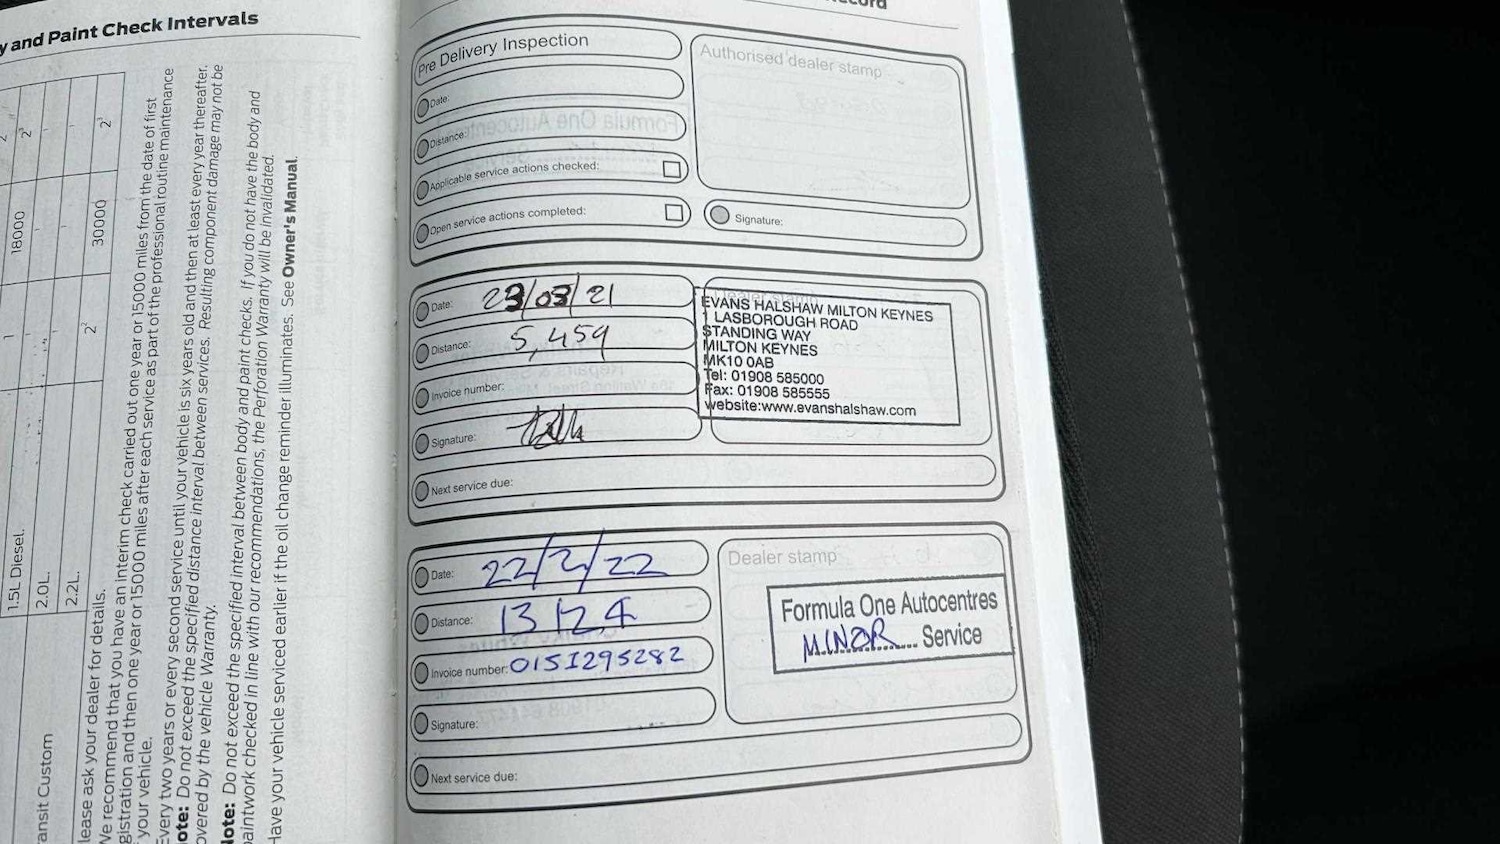 y and Paint Check Intervals
2
2³
2³
18000
-
-
30000
1
-
-
2²
1.5L Diesel.
2.0L.
2.2L.
ansit Custom
lease ask your dealer for details.
We recommend that you have an interim check carried out one year or 15000 miles from the date of first
gistration and then one year or 15000 miles after each service as part of the professional routine maintenance
your vehicle.
Every two years or every second service until your vehicle is six years old and then at least every year thereafter.
ote: Do not exceed the specified distance interval between services. Resulting component damage may not be
overed by the vehicle Warranty.
Note: Do not exceed the specified interval between body and paint checks. If you do not have the body and
aintwork checked in line with our recommendations, the Perforation Warranty will be invalidated.
Have your vehicle serviced earlier if the oil change reminder illuminates. See Owner's Manual.
ecord
Pre Delivery Inspection
Authorised dealer stamp
Date:
Distance:
Applicable service actions checked:
Open service actions completed:
Signature:
Date: 23/03/21
Distance: 5,459
Invoice number:
Signature:
Next service due:
EVANS HALSHAW MILTON KEYNES
1 LASBOROUGH ROAD
STANDING WAY
MILTON KEYNES
MK10 0AB
Tel: 01908 585000
Fax: 01908 585555
website:www.evanshalshaw.com
Date: 22/2/22
Distance: 13124
Invoice number: 0151295282
Signature:
Next service due:
Dealer stamp
Formula One Autocentres
MINOR Service